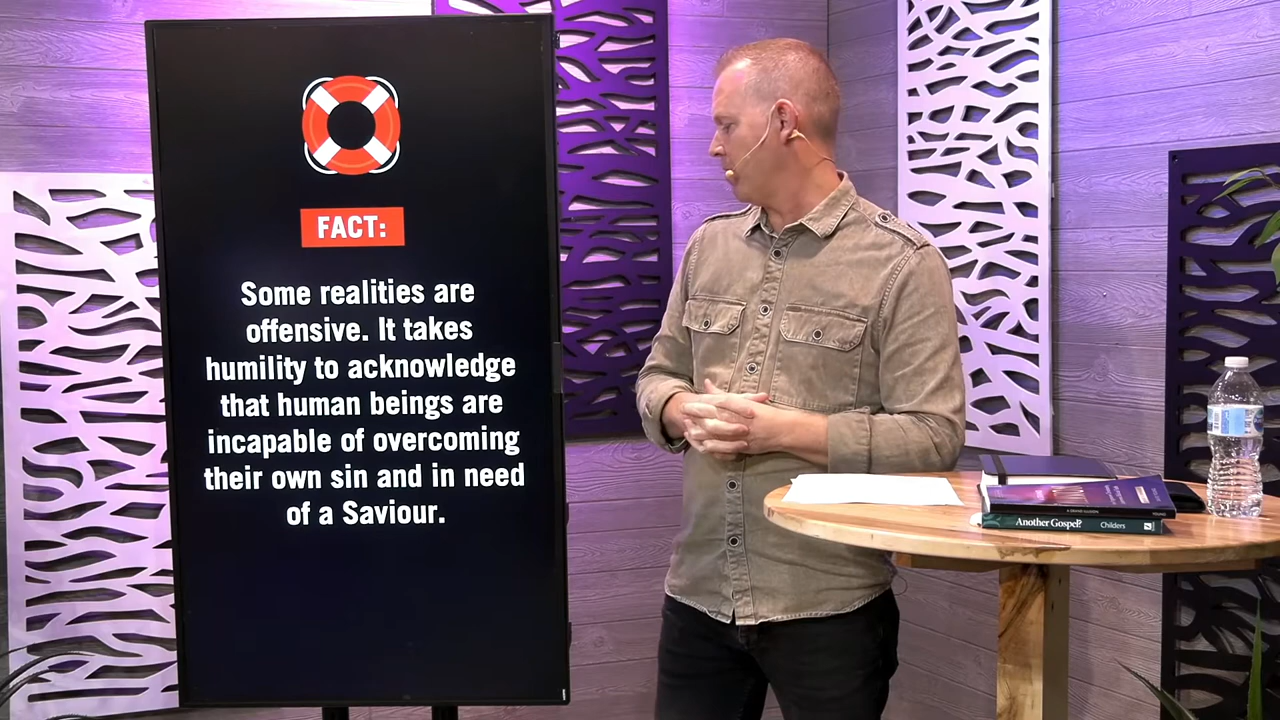 FACT:
Some realities are
offensive. It takes
humility to acknowledge
that human beings are
incapable of overcoming
their own sin and in need
of a Saviour.
Another Gospel? Childers